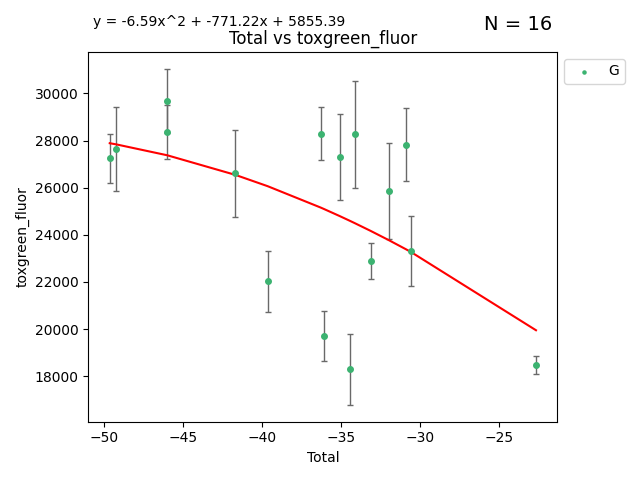 y = -6.59x^2 + -771.22x + 5855.39
N = 16
Total vs toxgreen_fluor
G
toxgreen_fluor
30000
28000
26000
24000
22000
20000
18000
−50 −45 −40 −35 −30 −25
Total